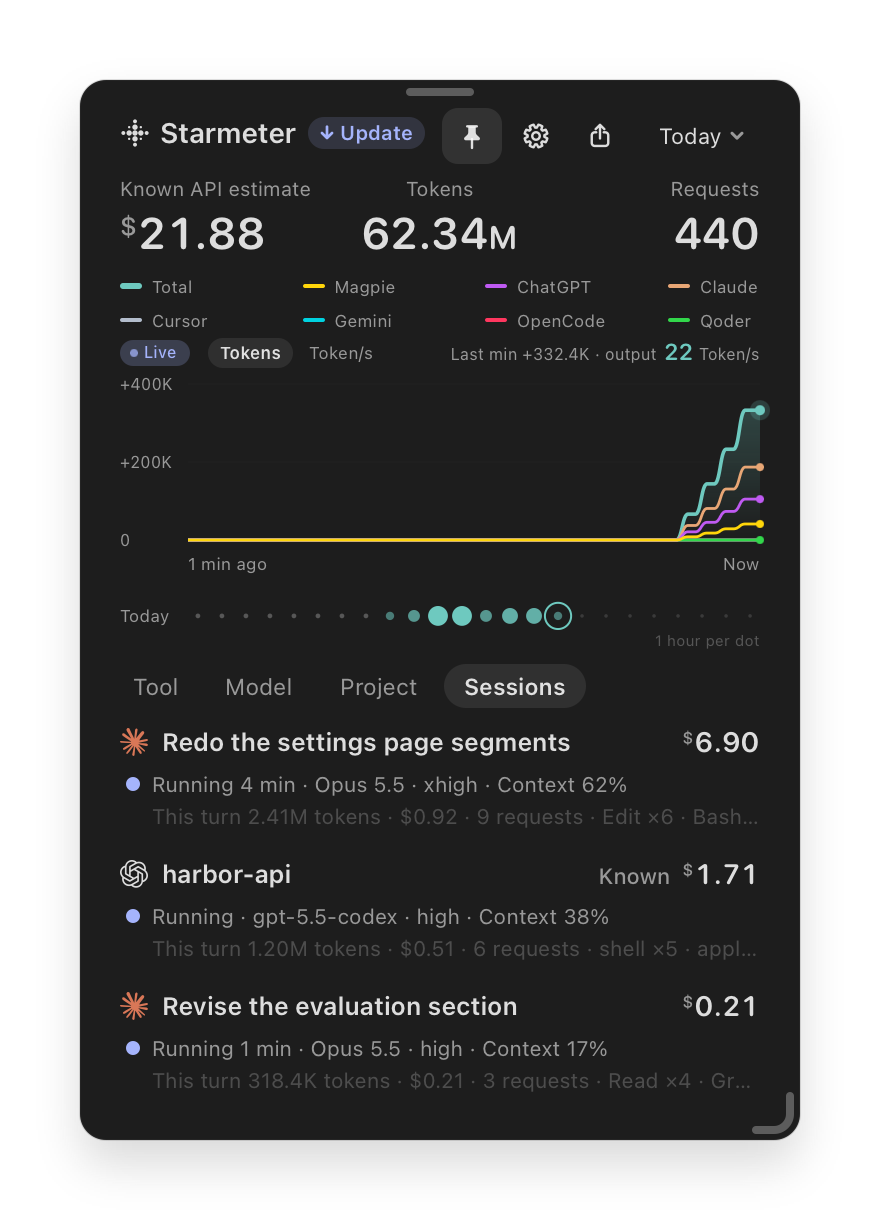 Starmeter Update Today
Known API estimate Tokens Requests
$21.88 62.34M 440
Total Magpie ChatGPT Claude
Cursor Gemini OpenCode Qoder
Live Tokens Token/s Last min +332.4K · output 22 Token/s
+400K
+200K
0
1 min ago Now
Today
1 hour per dot
Tool Model Project Sessions
Redo the settings page segments $6.90
Running 4 min · Opus 5.5 · xhigh · Context 62%
This turn 2.41M tokens · $0.92 · 9 requests · Edit ×6 · Bash…
harbor-api Known $1.71
Running · gpt-5.5-codex · high · Context 38%
This turn 1.20M tokens · $0.51 · 6 requests · shell ×5 · appl…
Revise the evaluation section $0.21
Running 1 min · Opus 5.5 · high · Context 17%
This turn 318.4K tokens · $0.21 · 3 requests · Read ×4 · Gr…